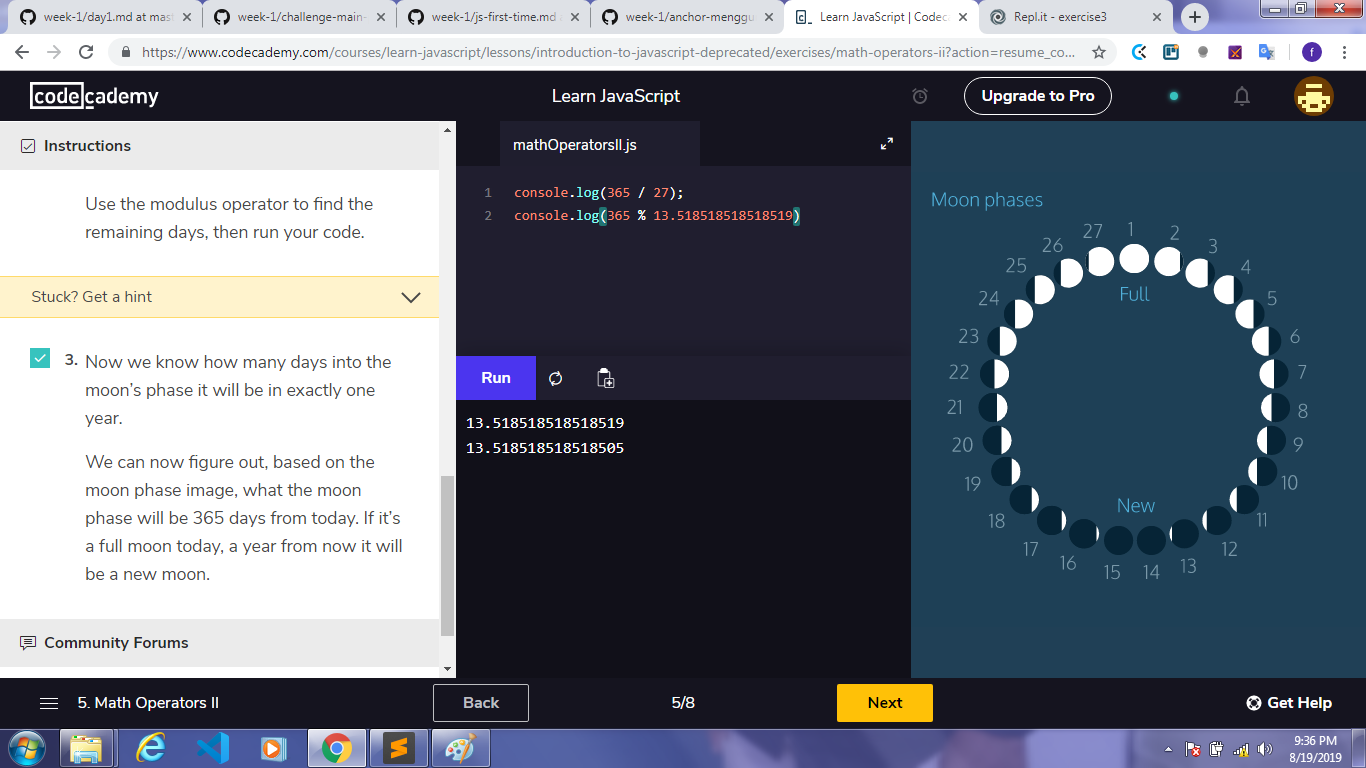 week-1/day1.md at mast
week-1/challenge-main-
week-1/js-first-time.md
week-1/anchor-menggu
Learn JavaScript | Codec
Repl.it - exercise3
https://www.codecademy.com/courses/learn-javascript/lessons/introduction-to-javascript-deprecated/exercises/math-operators-ii?action=resume_co...
f
codecademy
Learn JavaScript
Upgrade to Pro
Instructions
mathOperatorsII.js
Use the modulus operator to find the
remaining days, then run your code.
Stuck? Get a hint
3. Now we know how many days into the
moon's phase it will be in exactly one
year.
We can now figure out, based on the
moon phase image, what the moon
phase will be 365 days from today. If it's
a full moon today, a year from now it will
be a new moon.
Community Forums
1 console.log(365 / 27);
2 console.log(365 % 13.518518518518519)
Run
13.518518518518519
13.518518518518505
Moon phases
1
2
3
4
5
6
7
8
9
10
11
12
13
14
15
16
17
18
19
20
21
22
23
24
25
26
27
Full
New
5. Math Operators II
Back
5/8
Next
Get Help
9:36 PM
8/19/2019